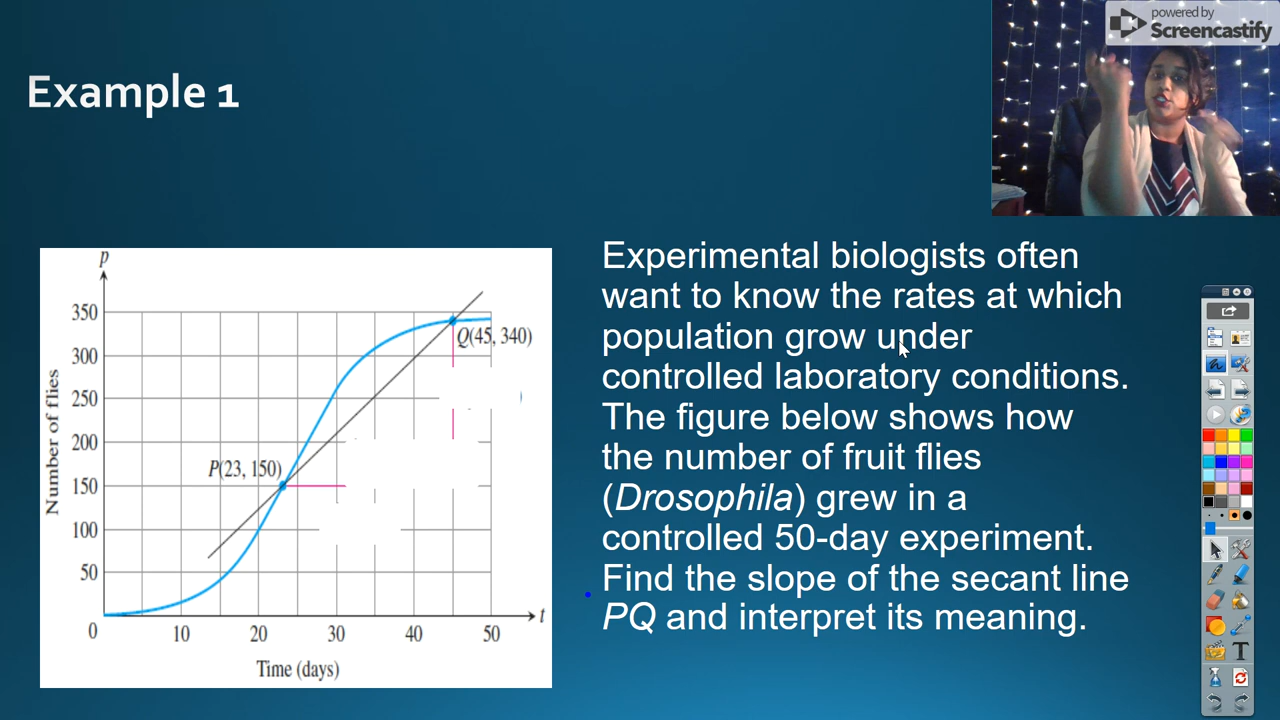 powered by
Screencastify
Example 1
Experimental biologists often
want to know the rates at which
population grow under
controlled laboratory conditions.
The figure below shows how
the number of fruit flies
(Drosophila) grew in a
controlled 50-day experiment.
Find the slope of the secant line
PQ and interpret its meaning.
p
350
300
250
200
150
100
50
0
10
20
30
40
50
t
Number of flies
Time (days)
P(23, 150)
Q(45, 340)
T